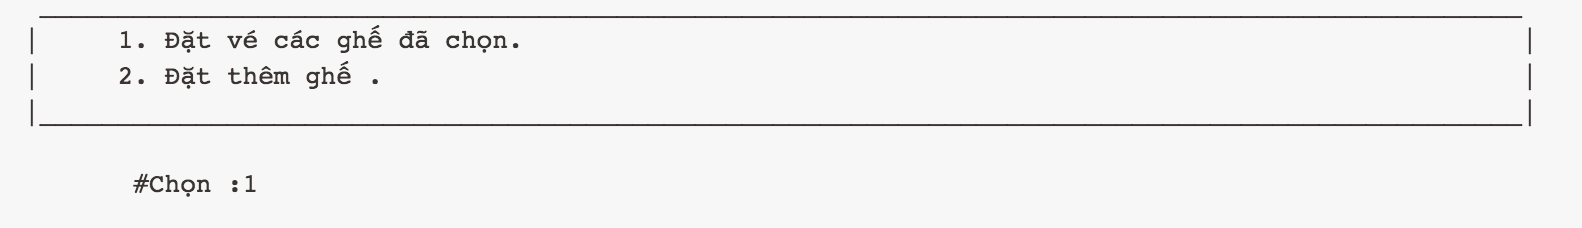 1. Đặt vé các ghế đã chọn.
2. Đặt thêm ghế .
#Chọn :1